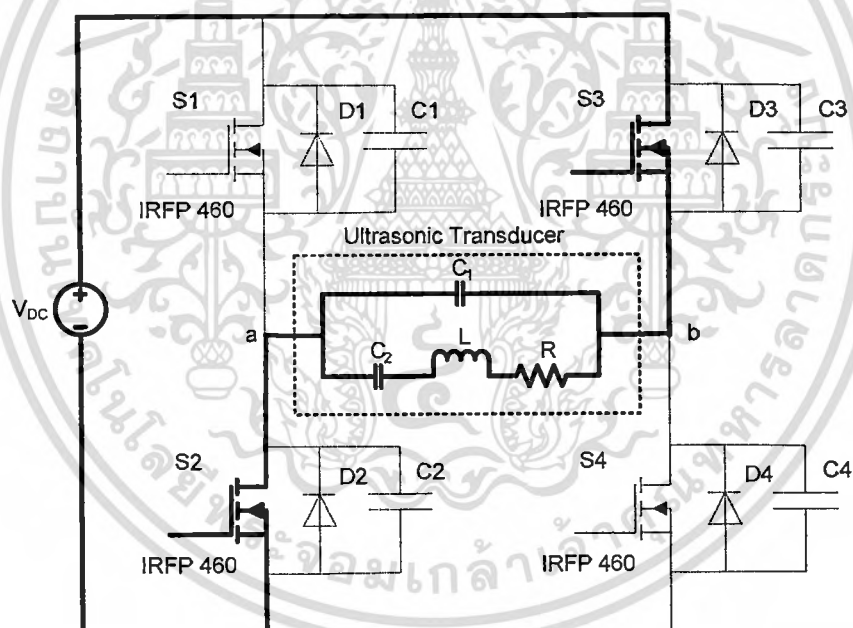 S1
D1
C1
IRFP 460
S3
D3
C3
IRFP 460
Ultrasonic Transducer
C1
C2
L
R
VDC
a
b
S2
D2
C2
IRFP 460
S4
D4
C4
IRFP 460